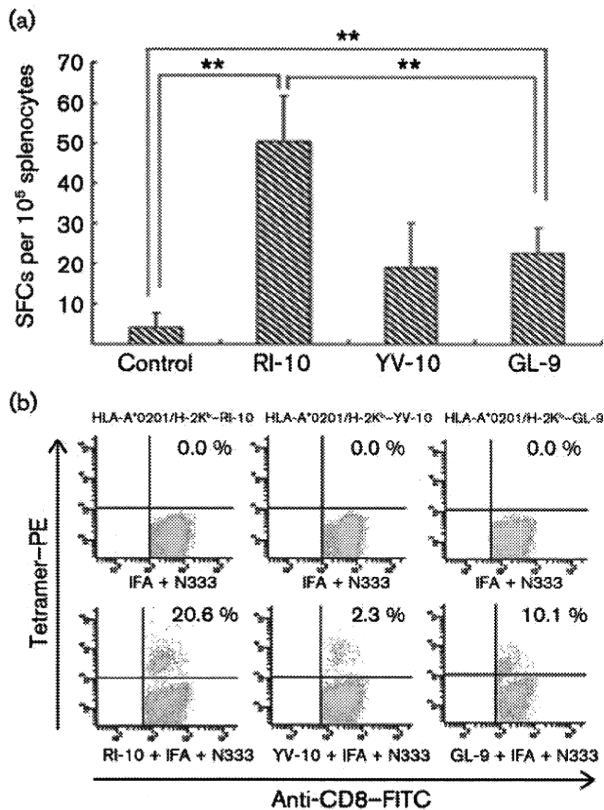 (a)
**
**
**
SFCs per 10⁵ splenocytes
70
60
50
40
30
20
10
Control RI-10 YV-10 GL-9
(b)
HLA-A*0201/H-2Kᵇ–RI-10 HLA-A*0201/H-2Kᵇ–YV-10 HLA-A*0201/H-2Kᵇ–GL-9
0.0 % 0.0 % 0.0 %
IFA + N333 IFA + N333 IFA + N333
Tetramer–PE
20.6 % 2.3 % 10.1 %
RI-10 + IFA + N333 YV-10 + IFA + N333 GL-9 + IFA + N333
Anti-CD8–FITC